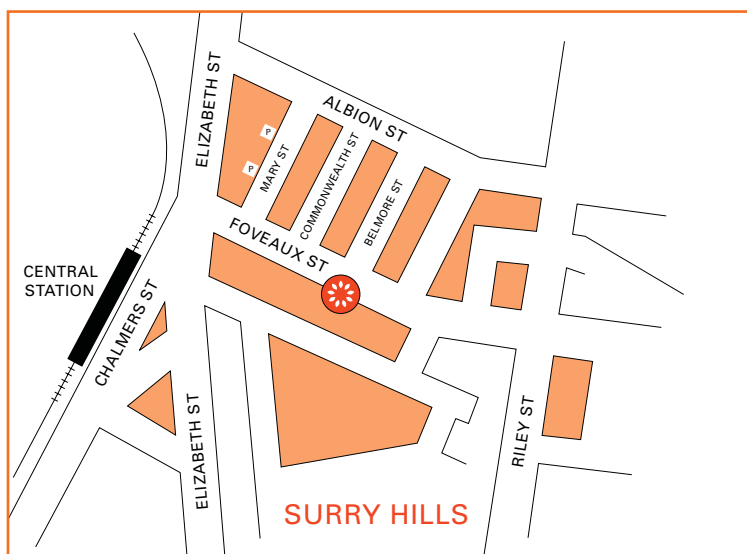 ELIZABETH ST
ALBION ST
P
P
MARY ST
COMMONWEALTH ST
BELMORE ST
FOVEAUX ST
CENTRAL
STATION
CHALMERS ST
ELIZABETH ST
RILEY ST
SURRY HILLS